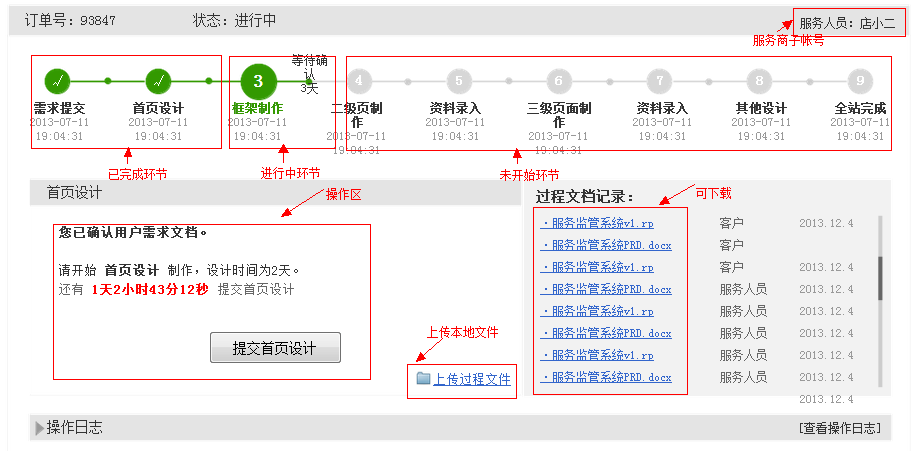 订单号：93847
状态：进行中
服务人员：店小二
服务商子帐号
等待确
认
3天
3
4
5
6
7
8
9
需求提交
2013-07-11
19:04:31
首页设计
2013-07-11
19:04:31
框架制作
2013-07-11
19:04:31
二级页制
作
2013-07-11
19:04:31
资料录入
2013-07-11
19:04:31
三级页面制
作
2013-07-11
19:04:31
资料录入
2013-07-11
19:04:31
其他设计
2013-07-11
19:04:31
全站完成
2013-07-11
19:04:31
已完成环节
进行中环节
未开始环节
首页设计
操作区
您已确认用户需求文档。
请开始 首页设计 制作，设计时间为2天。
还有 1天2小时43分12秒 提交首页设计
提交首页设计
上传本地文件
上传过程文件
过程文档记录：
可下载
·服务监管系统v1.rp 客户 2013.12.4
·服务监管系统PRD.docx 客户
·服务监管系统v1.rp 客户 2013.12.4
·服务监管系统PRD.docx 服务人员 2013.12.4
·服务监管系统v1.rp 服务人员 2013.12.4
·服务监管系统PRD.docx 服务人员 2013.12.4
·服务监管系统v1.rp 服务人员 2013.12.4
·服务监管系统PRD.docx 服务人员 2013.12.4
2013.12.4
操作日志
[查看操作日志]